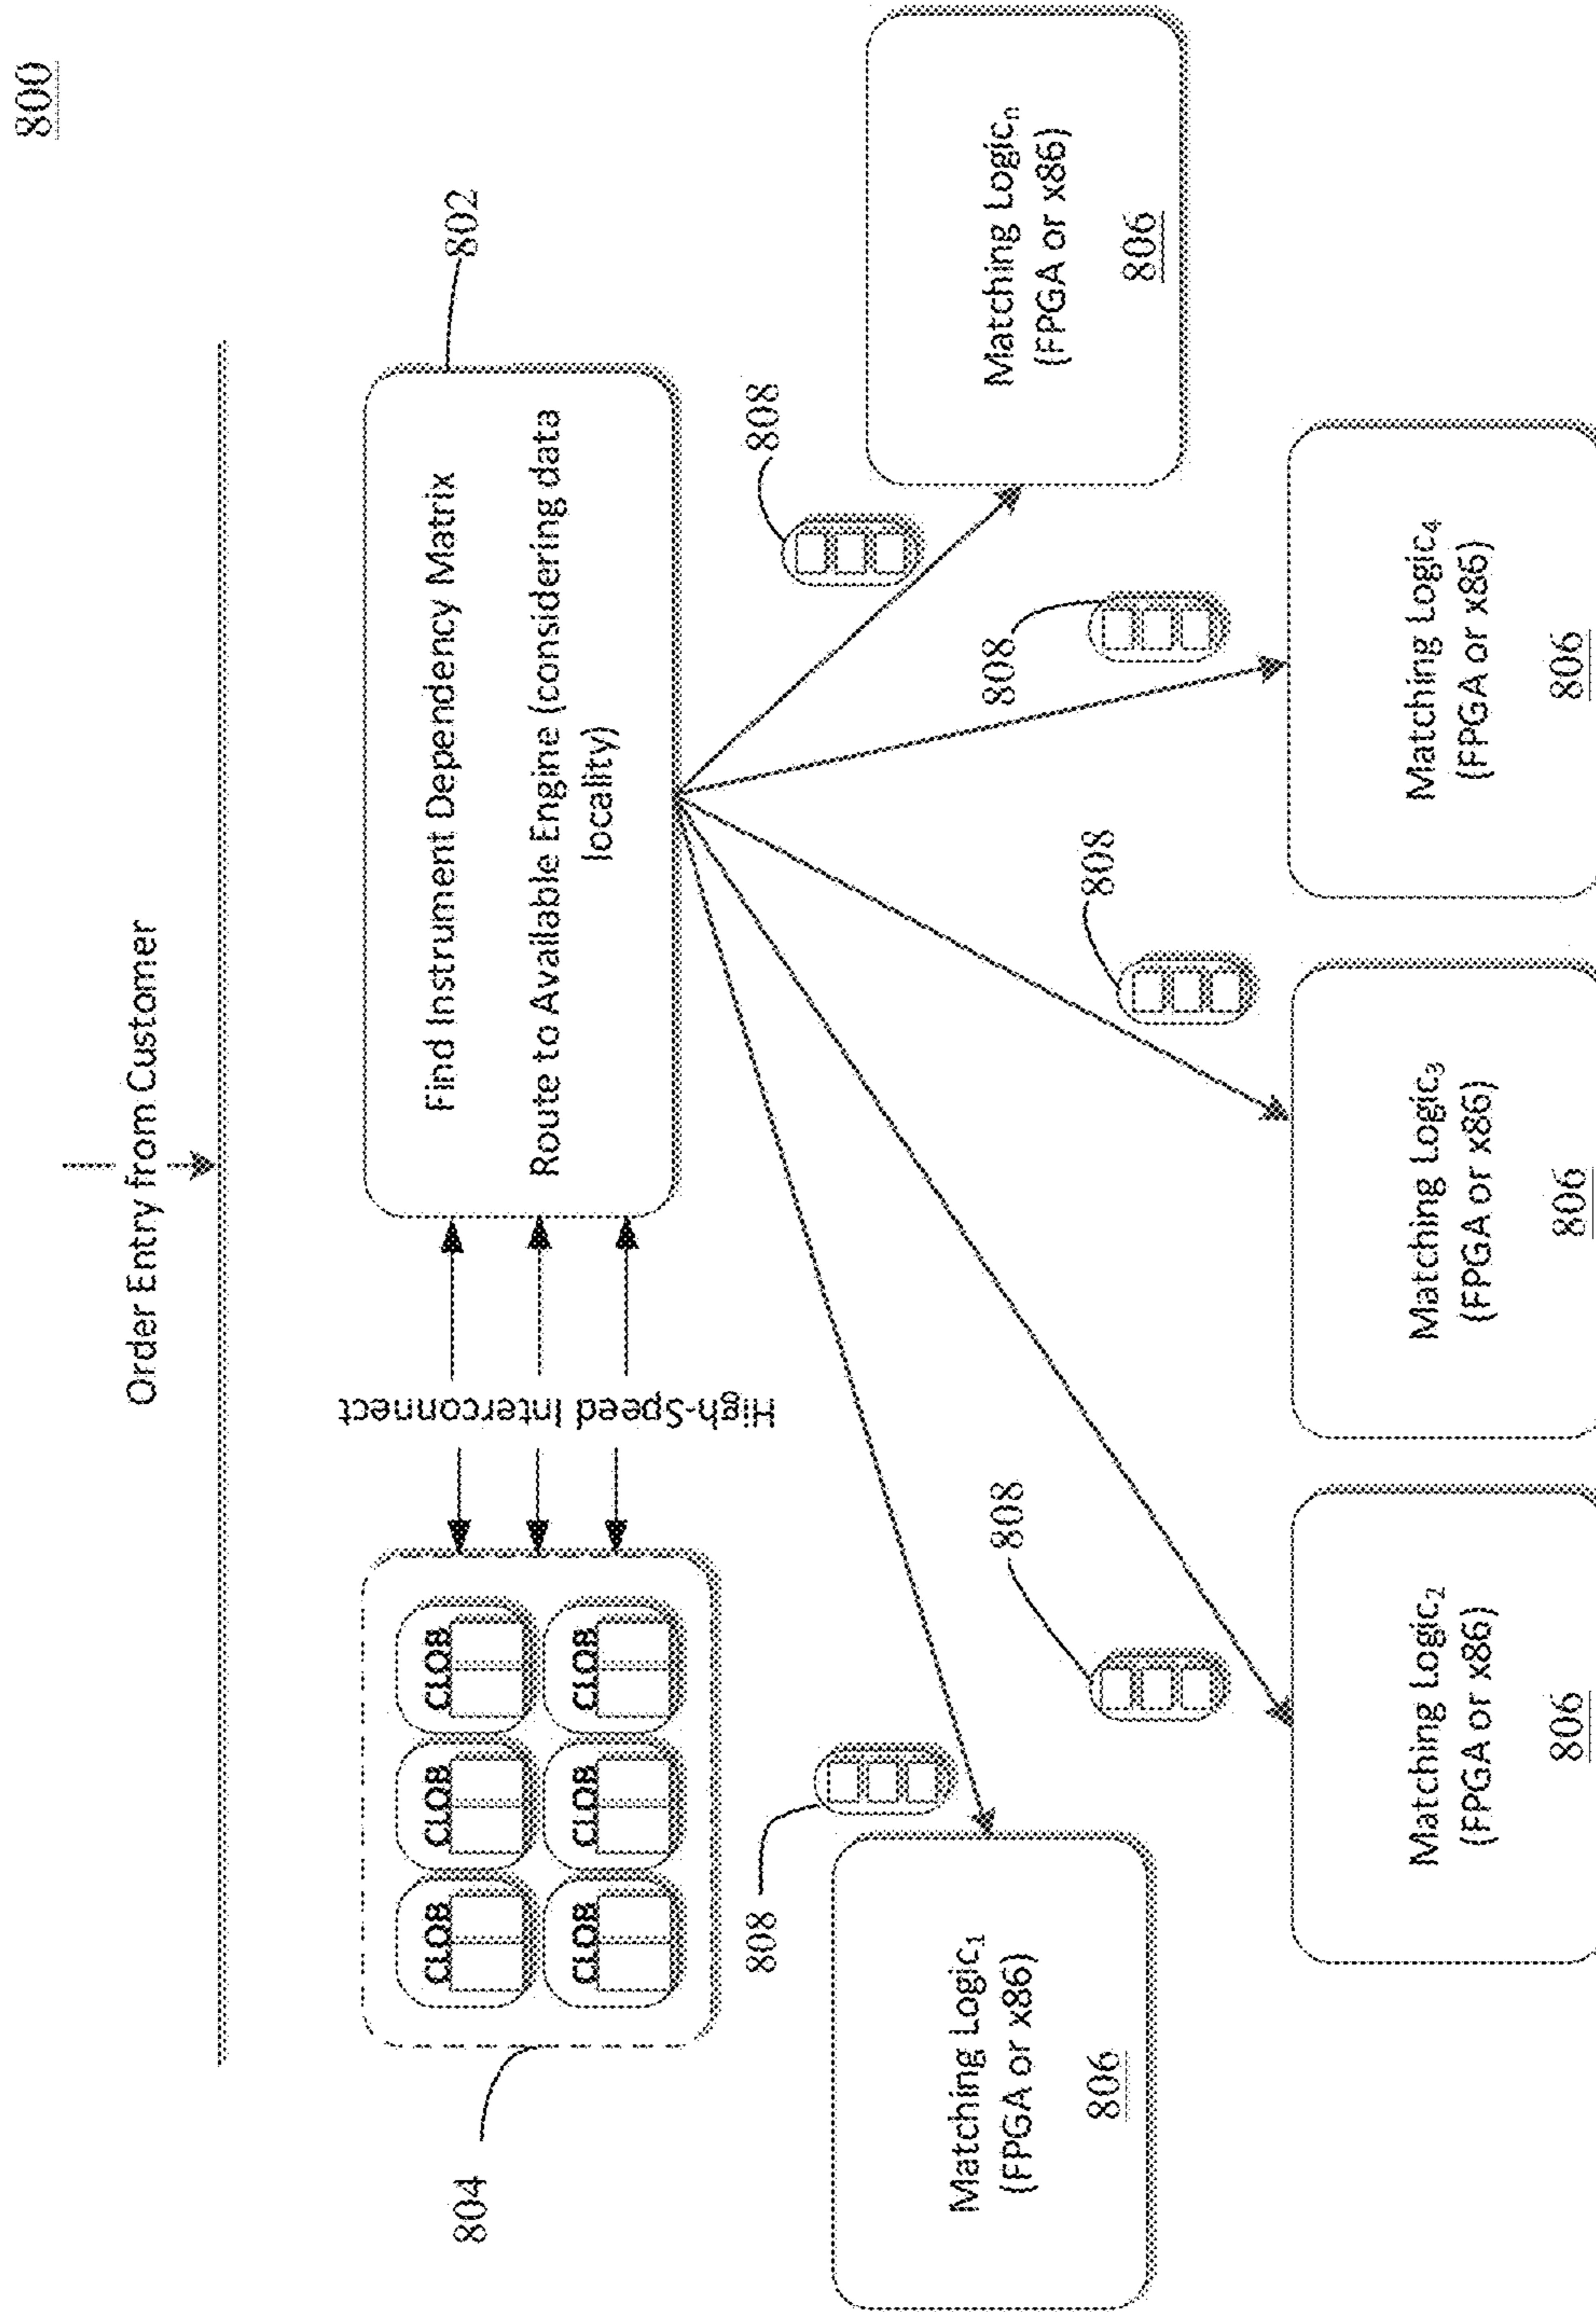 800
Order Entry from Customer
802
Find Instrument Dependency Matrix
Route to Available Engine (considering data
locality)
High-Speed Interconnect
CLOB
CLOB
CLOB
CLOB
CLOB
CLOB
804
808
808
808
808
808
Matching Logic₁
(FPGA or x86)
806
Matching Logic₂
(FPGA or x86)
806
Matching Logic₃
(FPGA or x86)
806
Matching Logic₄
(FPGA or x86)
806
Matching Logicₙ
(FPGA or x86)
806